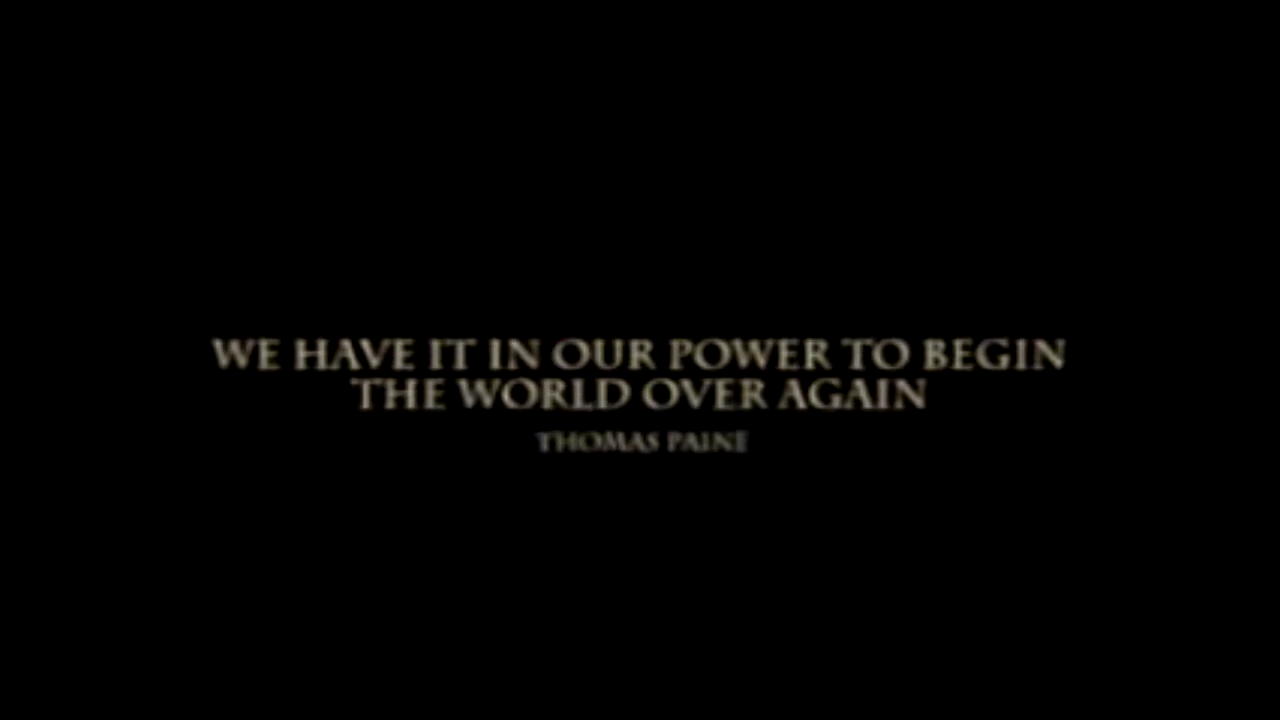 WE HAVE IT IN OUR POWER TO BEGIN
THE WORLD OVER AGAIN
THOMAS PAINE